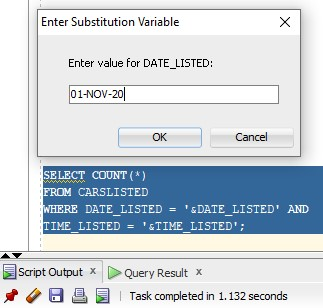 Enter Substitution Variable
Enter value for DATE_LISTED:
01-NOV-20
OK Cancel
SELECT COUNT(*)
FROM CARSLISTED
WHERE DATE_LISTED = '&DATE_LISTED' AND
TIME_LISTED = '&TIME_LISTED';
Script Output x Query Result x
Task completed in 1.132 seconds